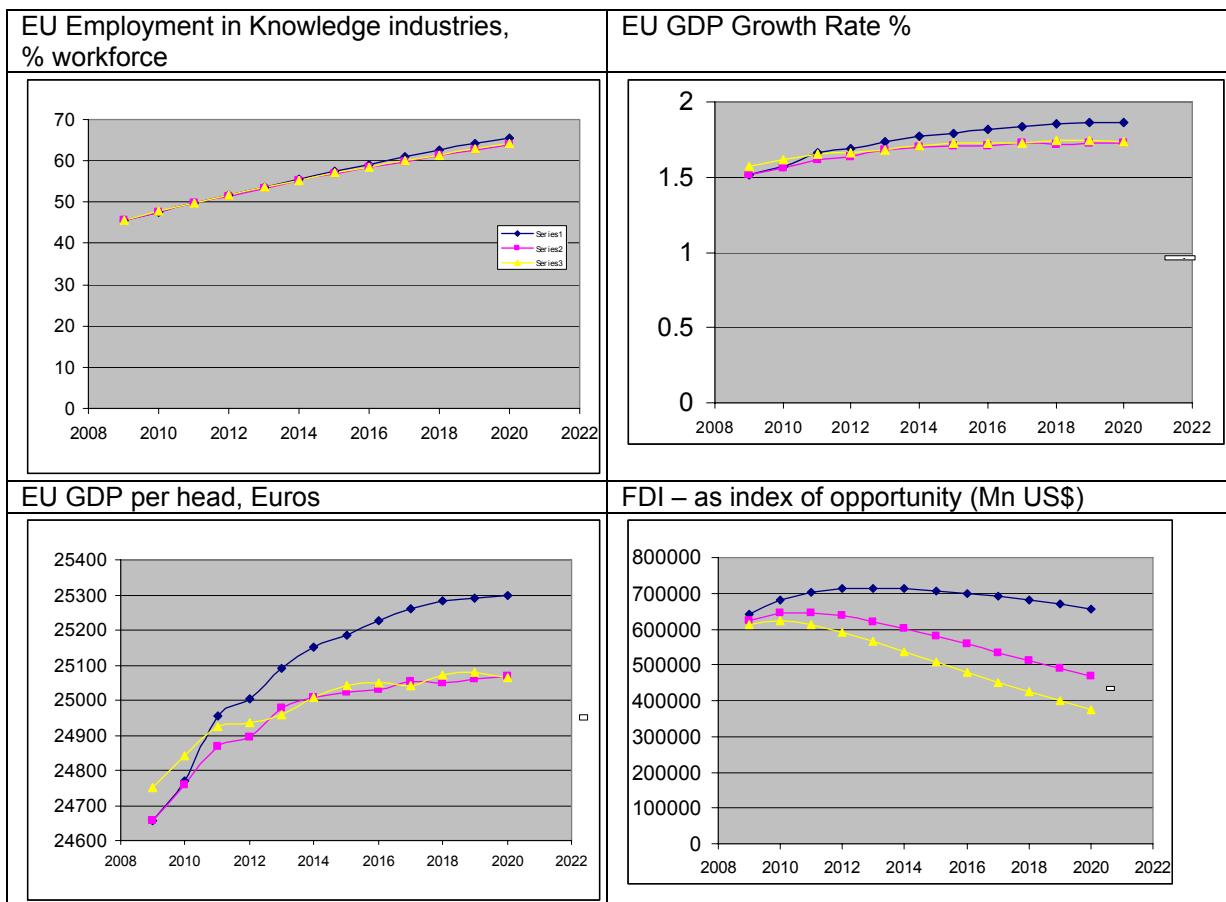 EU Employment in Knowledge industries,
% workforce
70
60
50
40
30
20
10
0
2008 2010 2012 2014 2016 2018 2020 2022
Series1
Series2
Series3
EU GDP Growth Rate %
2
1.5
1
0.5
0
2008 2010 2012 2014 2016 2018 2020 2022
EU GDP per head, Euros
25400
25300
25200
25100
25000
24900
24800
24700
24600
2008 2010 2012 2014 2016 2018 2020 2022
FDI – as index of opportunity (Mn US$)
800000
700000
600000
500000
400000
300000
200000
100000
0
2008 2010 2012 2014 2016 2018 2020 2022